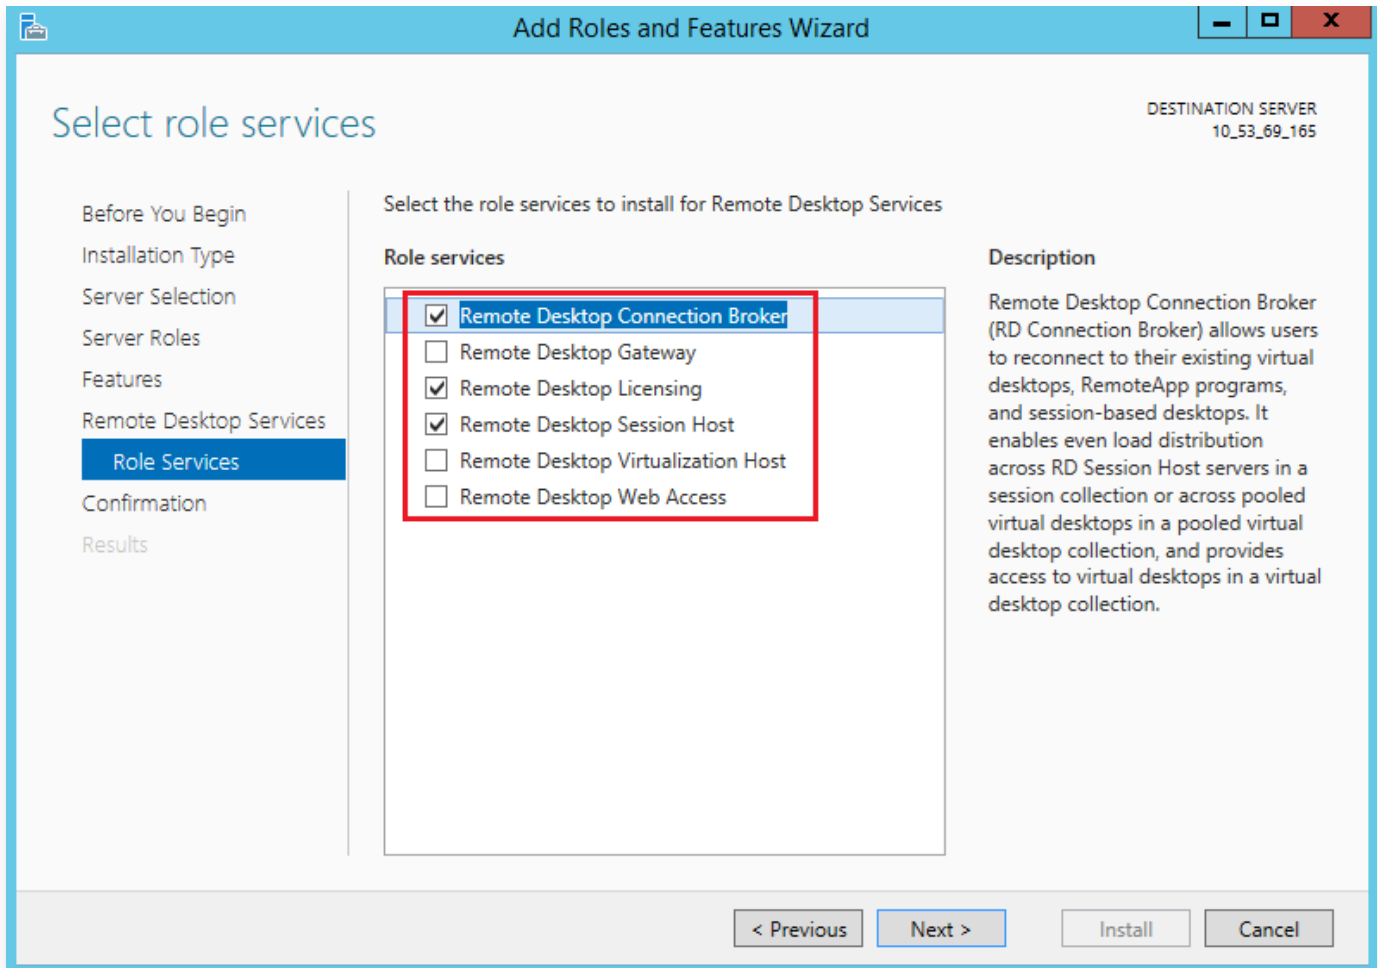 Add Roles and Features Wizard
Select role services
DESTINATION SERVER
10_53_69_165
Before You Begin
Installation Type
Server Selection
Server Roles
Features
Remote Desktop Services
Role Services
Confirmation
Results
Select the role services to install for Remote Desktop Services
Role services
Remote Desktop Connection Broker
Remote Desktop Gateway
Remote Desktop Licensing
Remote Desktop Session Host
Remote Desktop Virtualization Host
Remote Desktop Web Access
Description
Remote Desktop Connection Broker
(RD Connection Broker) allows users
to reconnect to their existing virtual
desktops, RemoteApp programs,
and session-based desktops. It
enables even load distribution
across RD Session Host servers in a
session collection or across pooled
virtual desktops in a pooled virtual
desktop collection, and provides
access to virtual desktops in a virtual
desktop collection.
< Previous
Next >
Install
Cancel